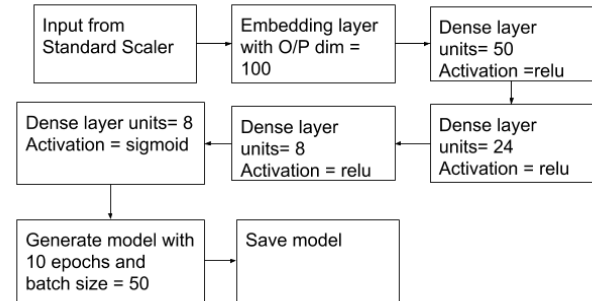 Input from
Standard Scaler
Embedding layer
with O/P dim =
100
Dense layer
units= 50
Activation =relu
Dense layer
units= 24
Activation = relu
Dense layer
units= 8
Activation = relu
Dense layer units= 8
Activation = sigmoid
Generate model with
10 epochs and
batch size = 50
Save model